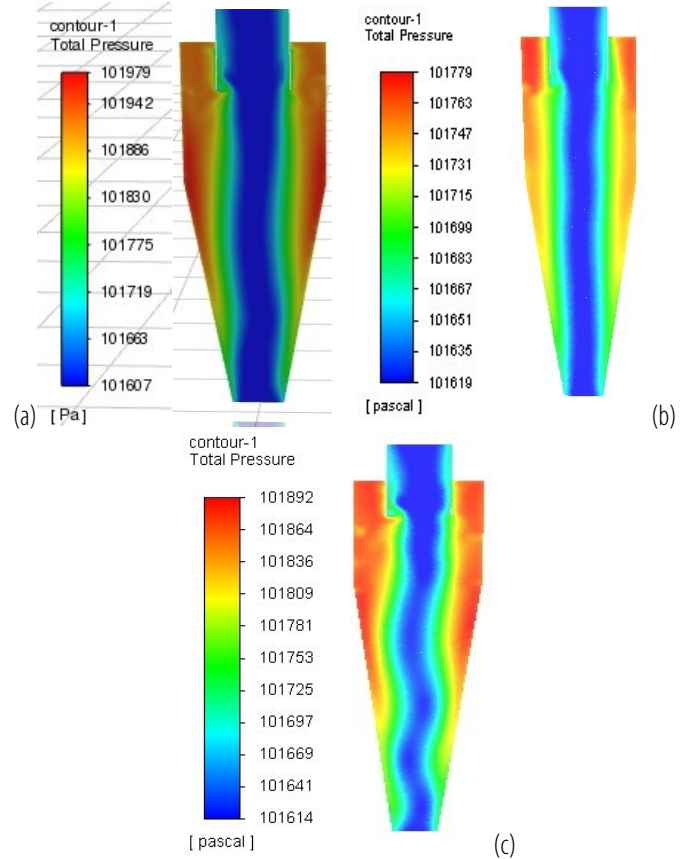 contour-1
Total Pressure
101979
101942
101886
101830
101775
101719
101663
101607
[ Pa ]
(a)
contour-1
Total Pressure
101779
101763
101747
101731
101715
101699
101683
101667
101651
101635
101619
[ pascal ]
(b)
contour-1
Total Pressure
101892
101864
101836
101809
101781
101753
101725
101697
101669
101641
101614
[ pascal ]
(c)